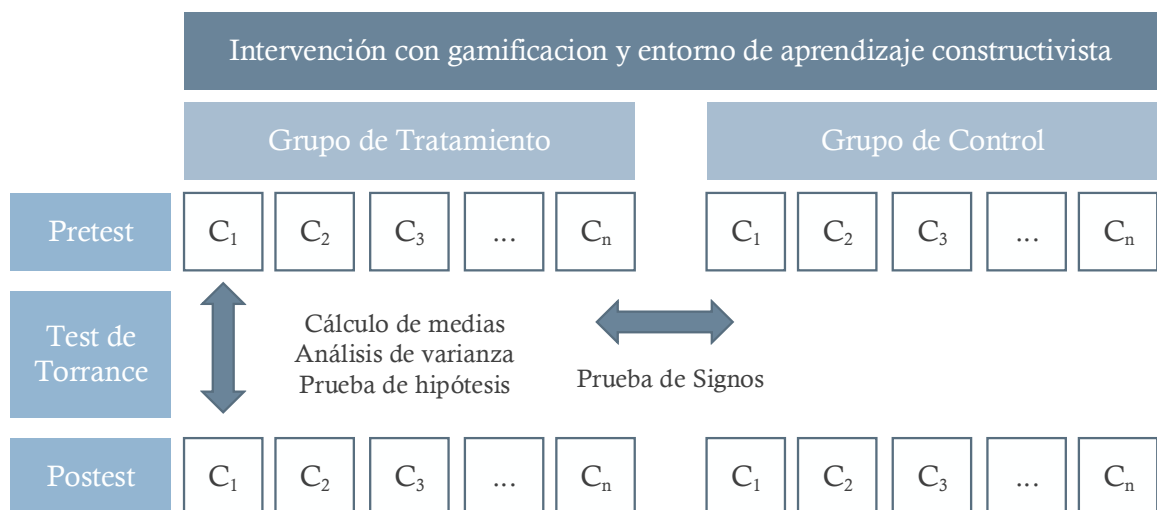 Intervención con gamificacion y entorno de aprendizaje constructivista
Grupo de Tratamiento
Grupo de Control
Pretest
C₁ C₂ C₃ ... Cₙ
C₁ C₂ C₃ ... Cₙ
Test de
Torrance
Cálculo de medias
Análisis de varianza
Prueba de hipótesis
Prueba de Signos
Postest
C₁ C₂ C₃ ... Cₙ
C₁ C₂ C₃ ... Cₙ